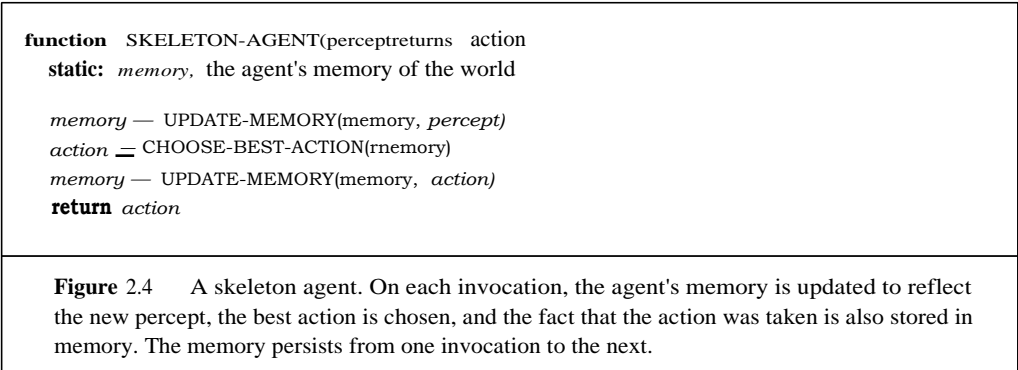 function SKELETON-AGENT(perceptreturns action
static: memory, the agent's memory of the world
memory — UPDATE-MEMORY(memory, percept)
action — CHOOSE-BEST-ACTION(rnemory)
memory — UPDATE-MEMORY(memory, action)
return action
Figure 2.4 A skeleton agent. On each invocation, the agent's memory is updated to reflect
the new percept, the best action is chosen, and the fact that the action was taken is also stored in
memory. The memory persists from one invocation to the next.